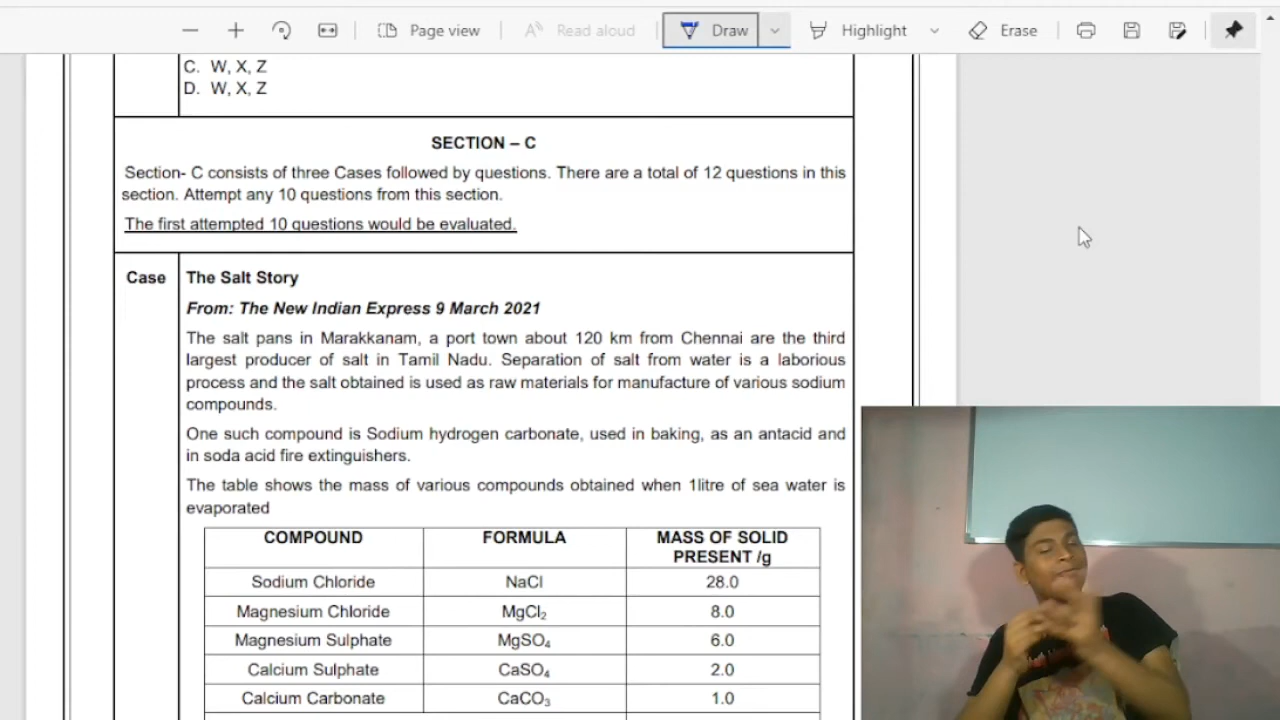 Page view
Read aloud
Draw
Highlight
Erase
C. W, X, Z
D. W, X, Z
SECTION – C
Section- C consists of three Cases followed by questions. There are a total of 12 questions in this
section. Attempt any 10 questions from this section.
The first attempted 10 questions would be evaluated.
Case
The Salt Story
From: The New Indian Express 9 March 2021
The salt pans in Marakkanam, a port town about 120 km from Chennai are the third
largest producer of salt in Tamil Nadu. Separation of salt from water is a laborious
process and the salt obtained is used as raw materials for manufacture of various sodium
compounds.
One such compound is Sodium hydrogen carbonate, used in baking, as an antacid and
in soda acid fire extinguishers.
The table shows the mass of various compounds obtained when 1litre of sea water is
evaporated
COMPOUND FORMULA MASS OF SOLID
PRESENT /g
Sodium Chloride NaCl 28.0
Magnesium Chloride MgCl₂ 8.0
Magnesium Sulphate MgSO₄ 6.0
Calcium Sulphate CaSO₄ 2.0
Calcium Carbonate CaCO₃ 1.0